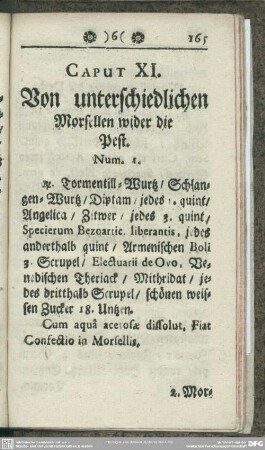 )6( 165
CAPUT XI.
Von unterschiedlichen
Morsellen wider die
Pest.
Num. 1.
℞. Tormentill-Wurtz / Schlan-
gen-Wurtz / Diptam / jedes 1. quint /
Angelica / Zitwer / jedes 3. quint /
Specierum Bezoartic. liberantis, jedes
anderthalb quint / Armenischen Boli
3. Scrupel / Electuarii de Ovo, Ve-
nedischen Theriack / Mithridat / je-
des dritthalb Scrupel / schönen weis-
sen Zucker 18. Untzen.
Cum aquâ acetosæ dissolut. Fiat
Confectio in Morsellis.
2. Mor-